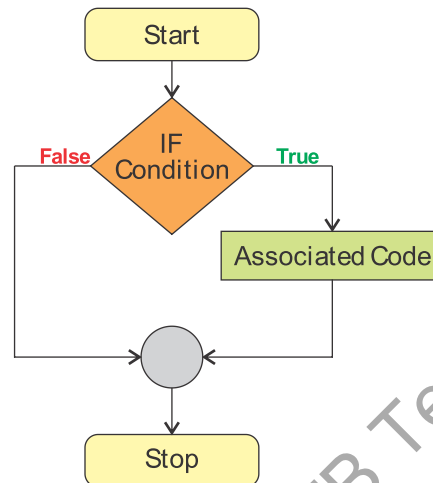 Start
IF
Condition
False
True
Associated Code
Stop